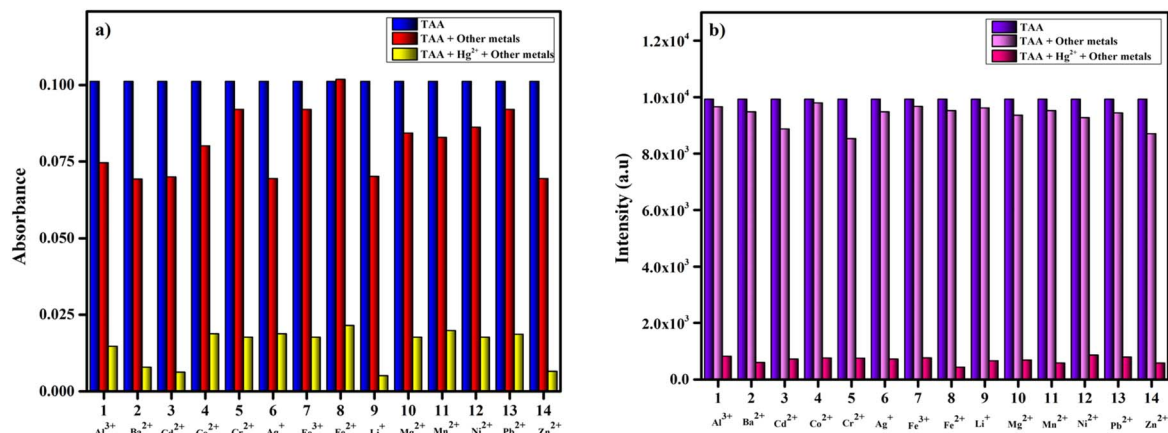 a)
TAA
TAA + Other metals
TAA + Hg²⁺ + Other metals
Absorbance
0.100
0.075
0.050
0.025
0.000
1 2 3 4 5 6 7 8 9 10 11 12 13 14
Al³⁺ Ba²⁺ Cd²⁺ Co²⁺ Cr²⁺ Ag⁺ Fe³⁺ Fe²⁺ Li⁺ Mg²⁺ Mn²⁺ Ni²⁺ Pb²⁺ Zn²⁺
b)
TAA
TAA + Other metals
TAA + Hg²⁺ + Other metals
Intensity (a.u)
1.2x10⁴
1.0x10⁴
8.0x10³
6.0x10³
4.0x10³
2.0x10³
0.0
1 2 3 4 5 6 7 8 9 10 11 12 13 14
Al³⁺ Ba²⁺ Cd²⁺ Co²⁺ Cr²⁺ Ag⁺ Fe³⁺ Fe²⁺ Li⁺ Mg²⁺ Mn²⁺ Ni²⁺ Pb²⁺ Zn²⁺